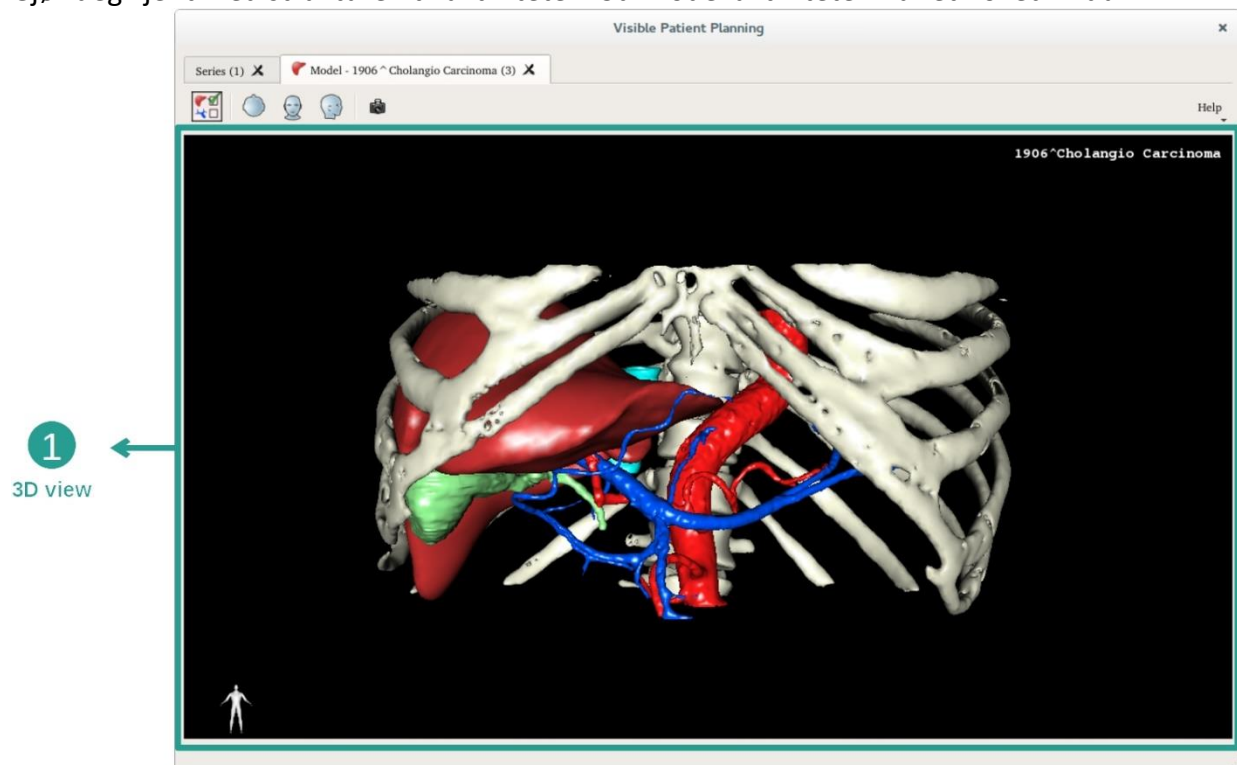 Visible Patient Planning
Series (1)
Model - 1906 ^ Cholangio Carcinoma (3)
Help
1906^Cholangio Carcinoma
1
3D view